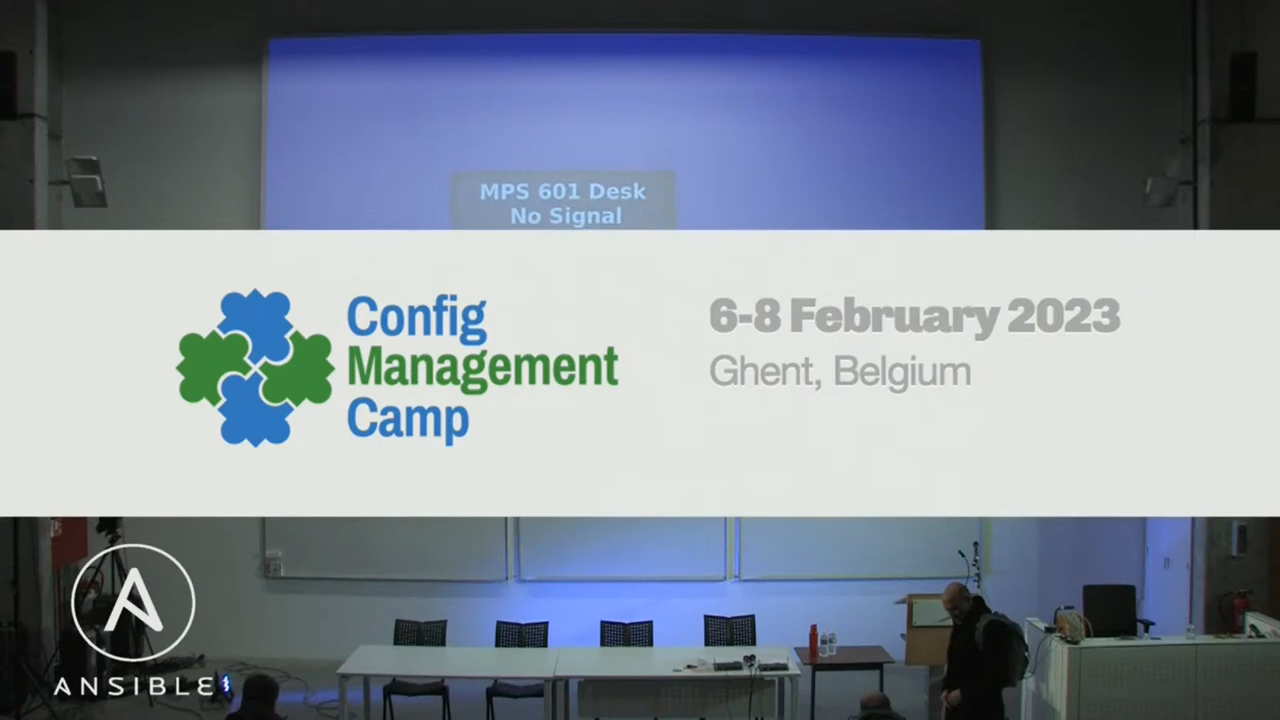 MPS 601 Desk
No Signal
Config
Management
Camp
6-8 February 2023
Ghent, Belgium
ANSIBLE